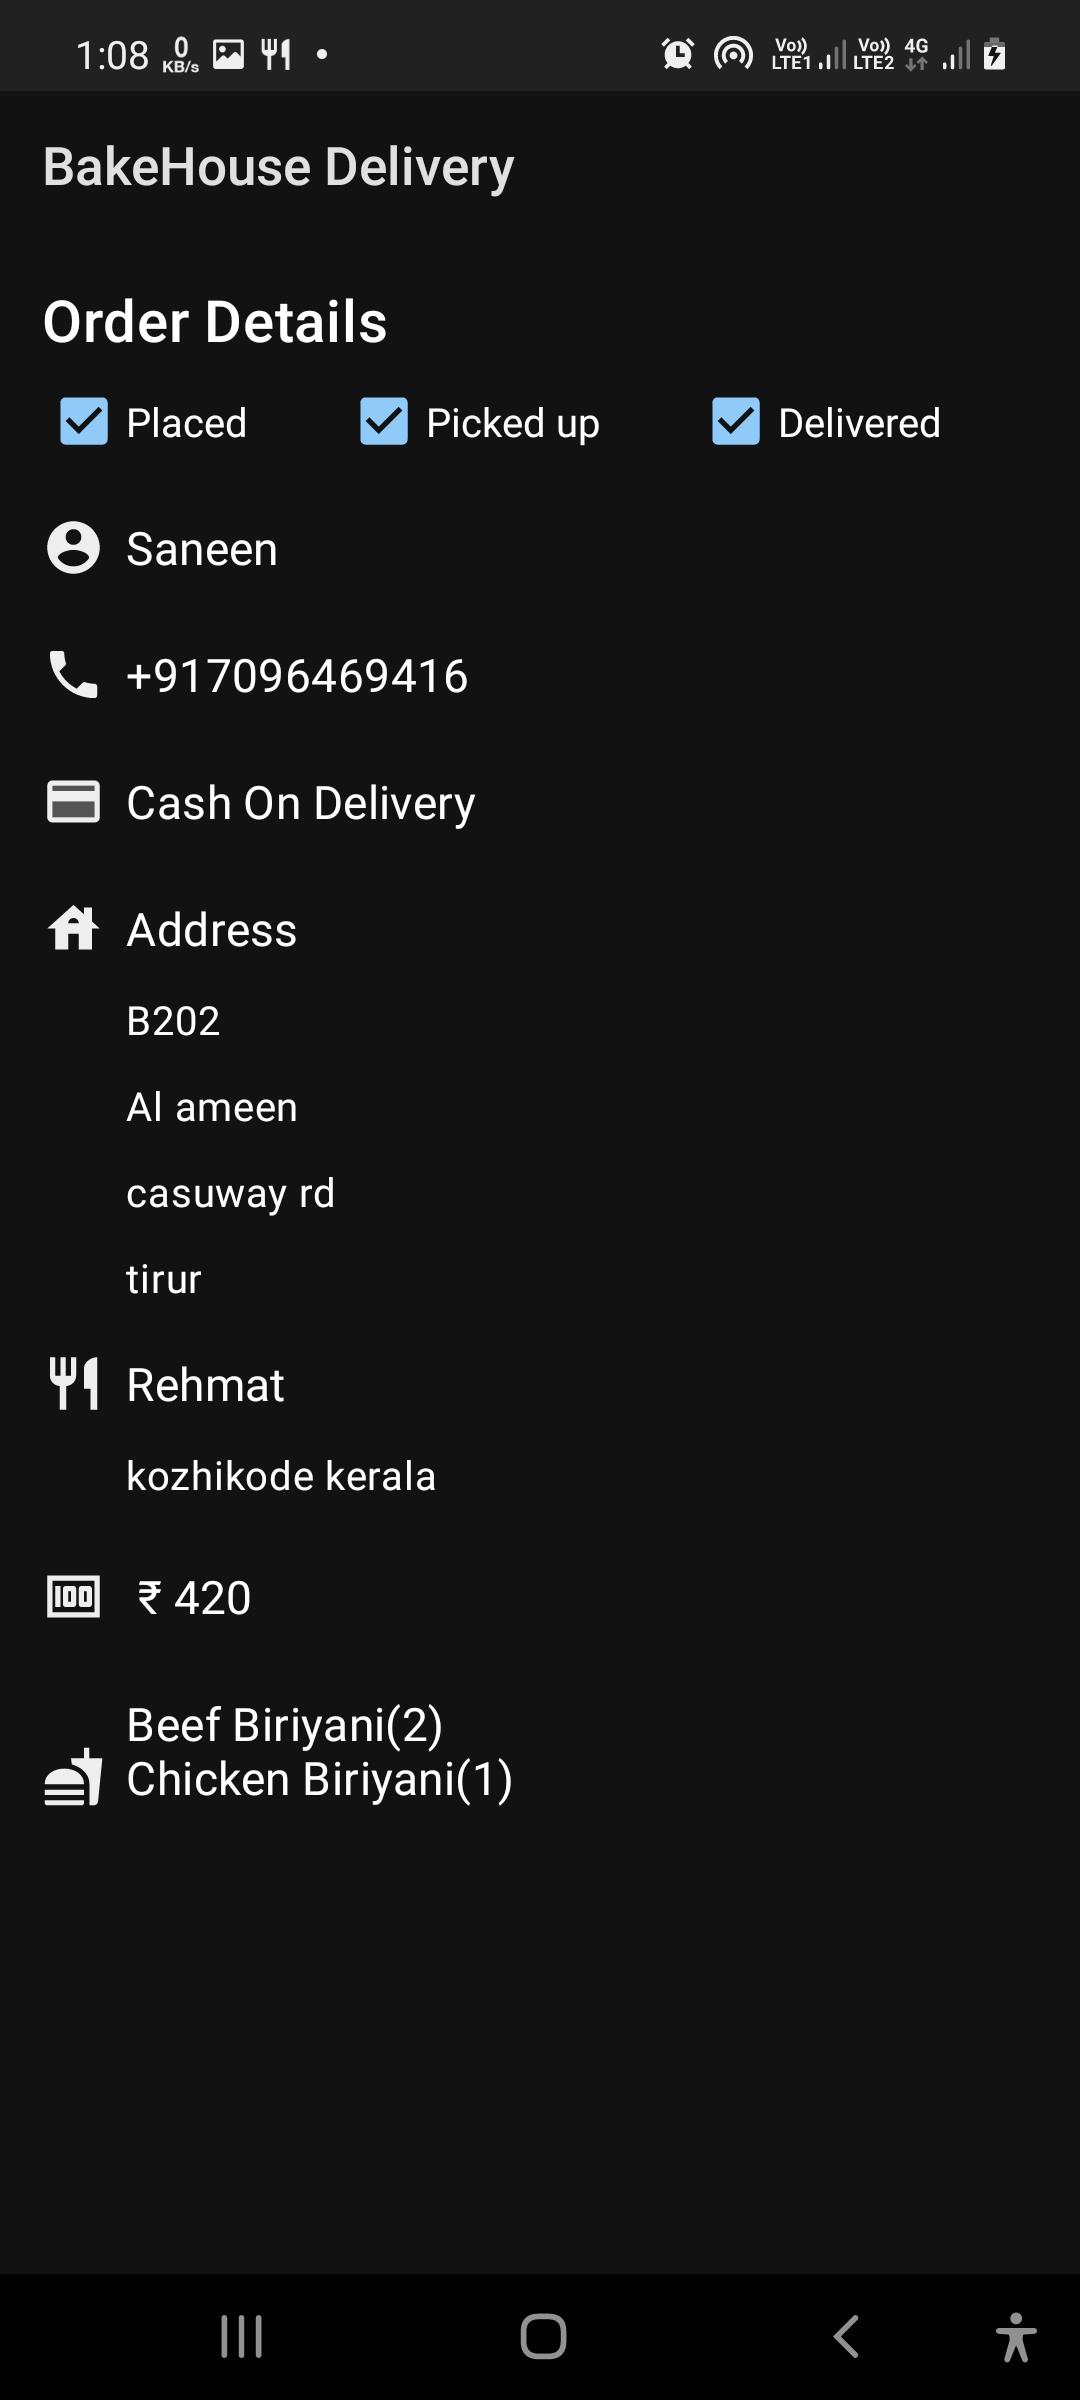 1:08 0 KB/s Vo)) LTE1 Vo)) LTE2 4G
BakeHouse Delivery
Order Details
Placed Picked up Delivered
Saneen
+917096469416
Cash On Delivery
Address
B202
Al ameen
casuway rd
tirur
Rehmat
kozhikode kerala
100 ₹ 420
Beef Biriyani(2)
Chicken Biriyani(1)